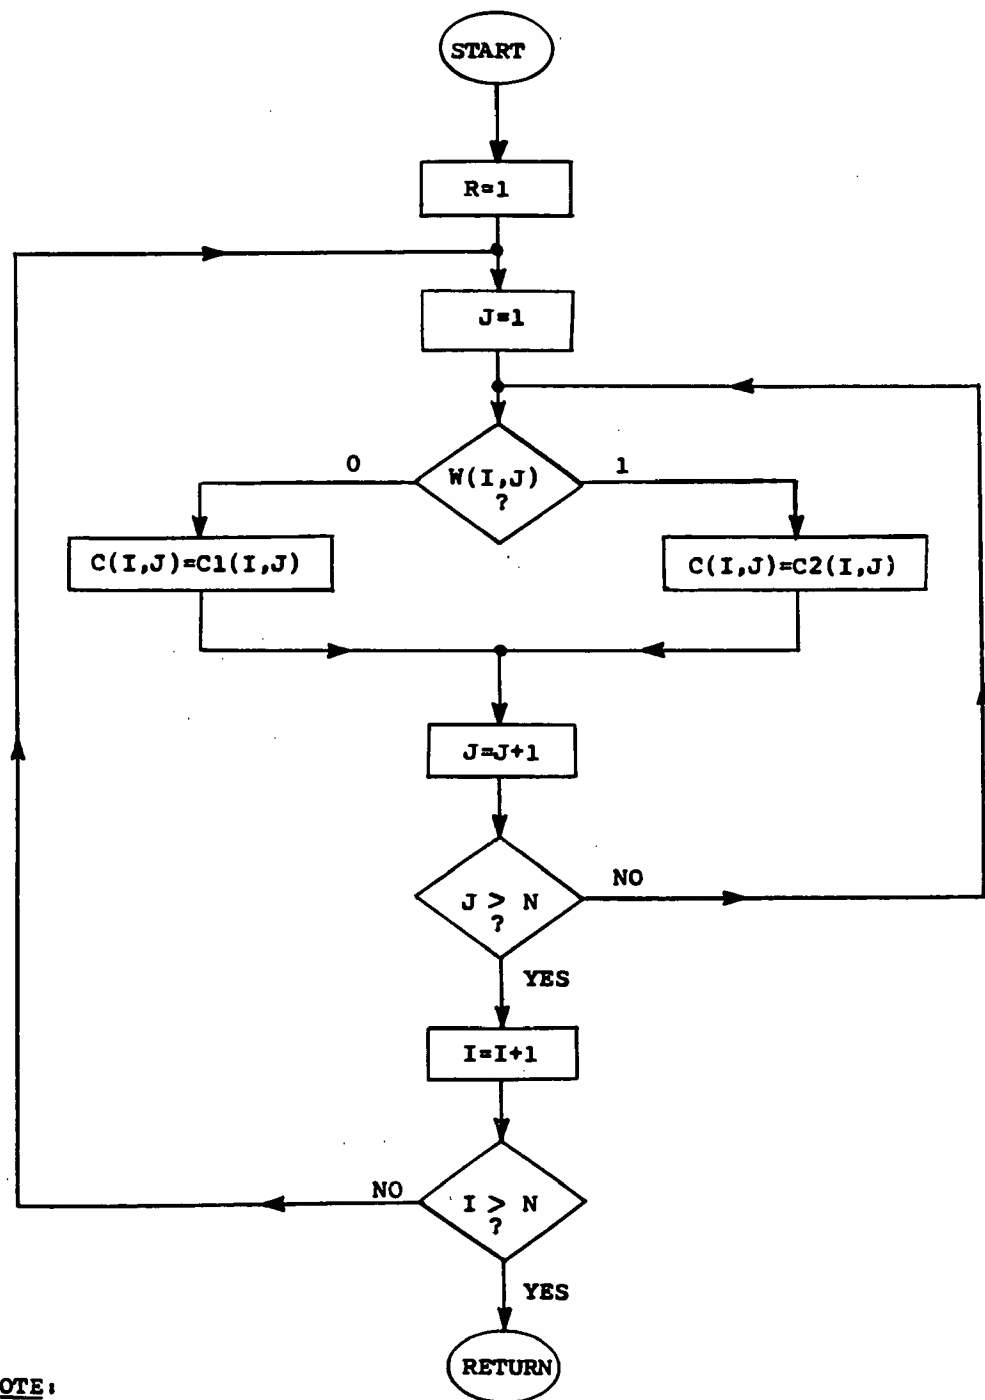 START
R=1
J=1
W(I,J)
?
0
1
C(I,J)=C1(I,J)
C(I,J)=C2(I,J)
J=J+1
J > N
?
NO
YES
I=I+1
I > N
?
NO
YES
RETURN
OTE: